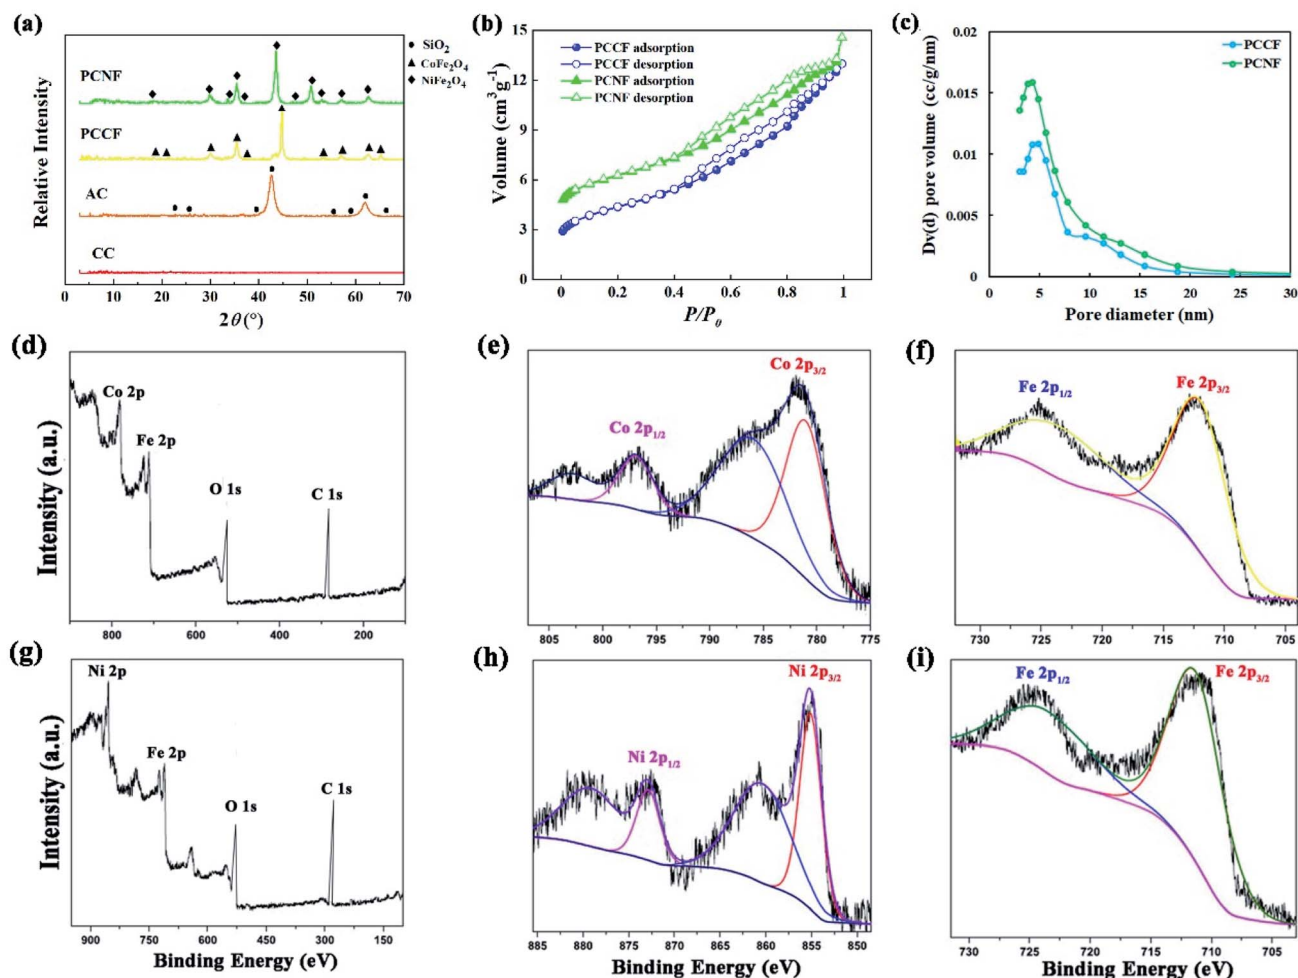 (a)
PCNF
PCCF
AC
CC
SiO₂
CoFe₂O₄
NiFe₂O₄
Relative Intensity
0 10 20 30 40 50 60 70
2θ (°)
(b)
PCCF adsorption
PCCF desorption
PCNF adsorption
PCNF desorption
15
12
9
6
3
0
Volume (cm³g⁻¹)
0 0.2 0.4 0.6 0.8 1
P/P₀
(c)
PCCF
PCNF
0.02
0.015
0.01
0.005
0
Dv(d) pore volume (cc/g/nm)
0 5 10 15 20 25 30
Pore diameter (nm)
(d)
Co 2p
Fe 2p
O 1s
C 1s
Intensity (a.u.)
800 600 400 200
(e)
Co 2p₃/₂
Co 2p₁/₂
805 800 795 790 785 780 775
(f)
Fe 2p₁/₂
Fe 2p₃/₂
730 725 720 715 710 705
(g)
Ni 2p
Fe 2p
O 1s
C 1s
Intensity (a.u.)
900 750 600 450 300 150
Binding Energy (eV)
(h)
Ni 2p₃/₂
Ni 2p₁/₂
885 880 875 870 865 860 855 850
Binding Energy (eV)
(i)
Fe 2p₁/₂
Fe 2p₃/₂
730 725 720 715 710 705
Binding Energy (eV)